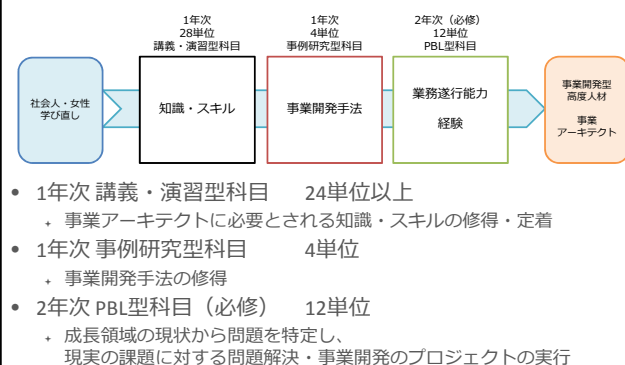 1年次
28単位
講義・演習型科目
1年次
4単位
事例研究型科目
2年次（必修）
12単位
PBL型科目
社会人・女性
学び直し
知識・スキル
事業開発手法
業務遂行能力
経験
事業開発型
高度人材
事業
アーキテクト
• 1年次 講義・演習型科目 24単位以上
+ 事業アーキテクトに必要とされる知識・スキルの修得・定着
• 1年次 事例研究型科目 4単位
+ 事業開発手法の修得
• 2年次 PBL型科目（必修） 12単位
+ 成長領域の現状から問題を特定し、
現実の課題に対する問題解決・事業開発のプロジェクトの実行